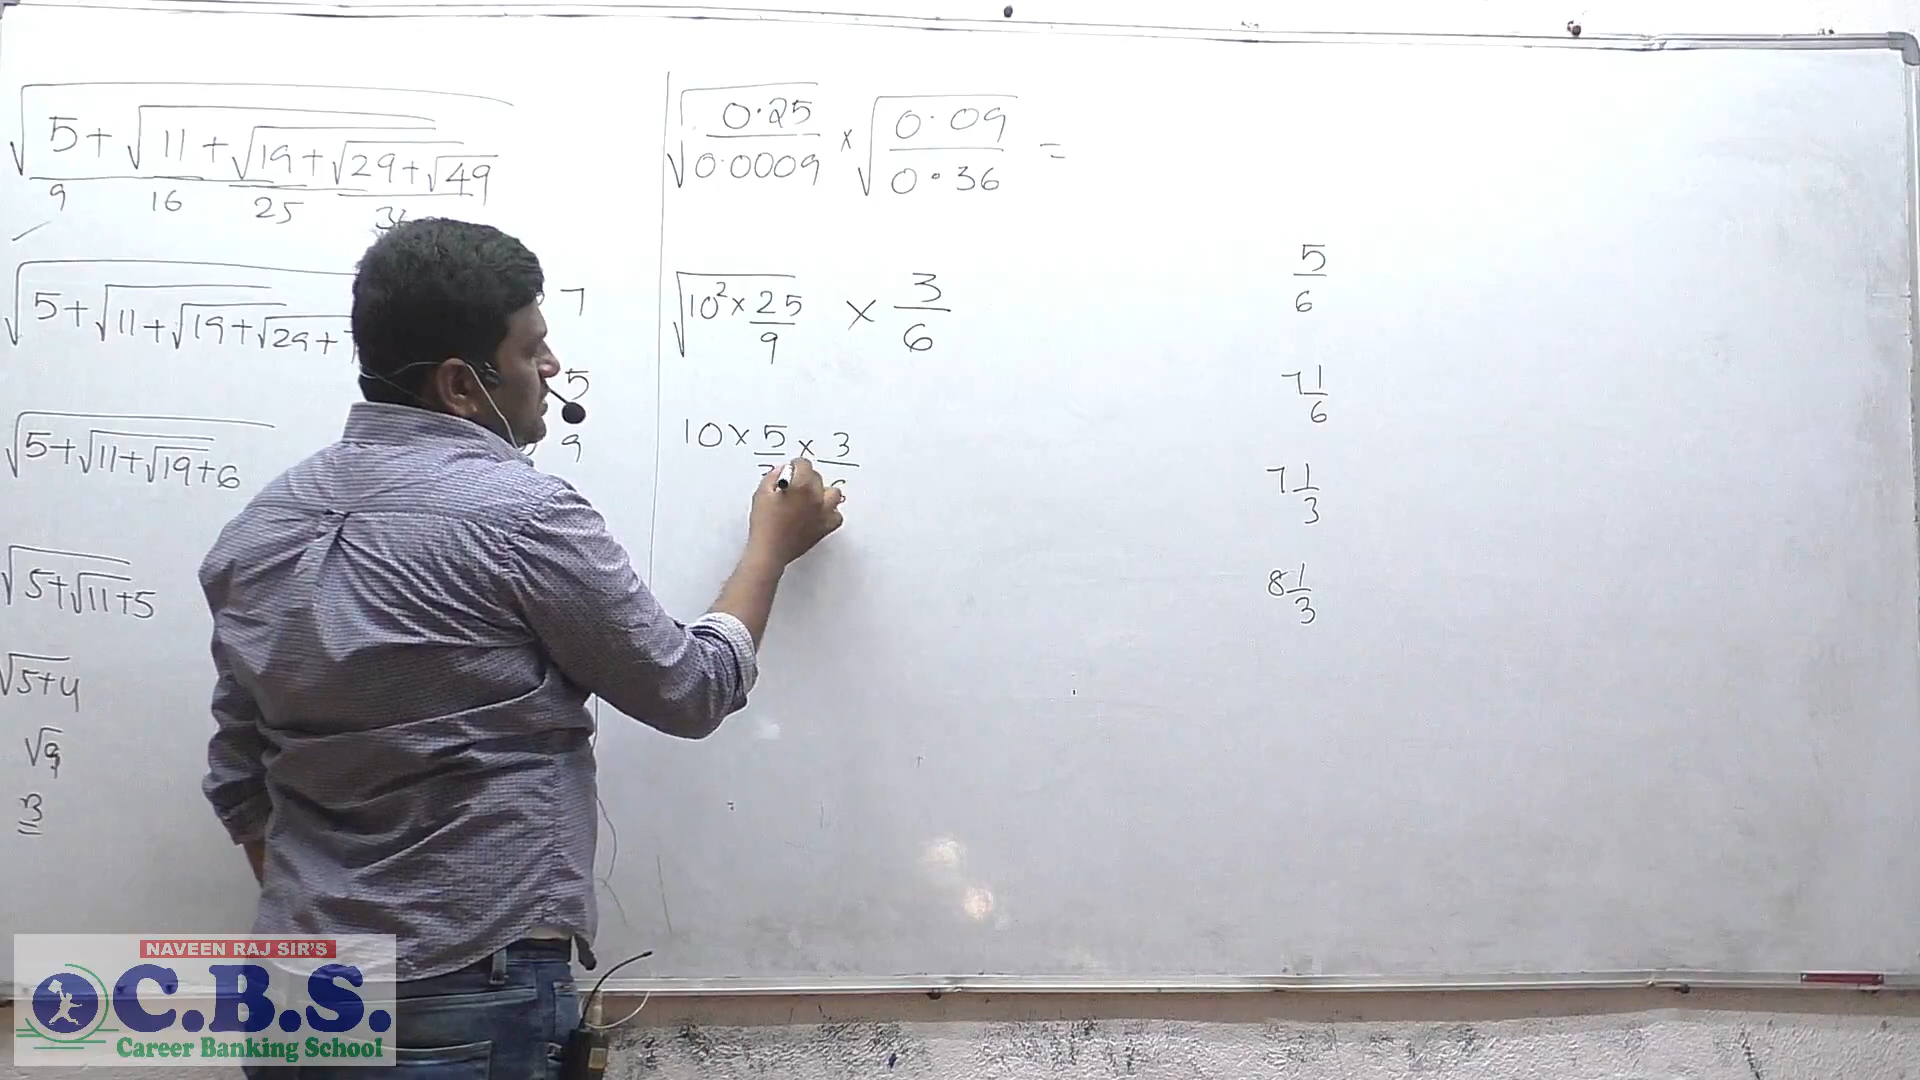 √(5+√(11+√(19+√(29+√49))))
9 16 25
√(5+√(11+√(19+√(29+7 7
5
√(5+√(11+√(19+6 9
√(5+√(11+5
√(5+4
√9
3
√(0.25/0.0009) × √(0.09/0.36) =
√(10² × 25/9) × 3/6
10 × 5/ × 3/
5/6
7 1/6
7 1/3
8 1/3
NAVEEN RAJ SIR'S
C.B.S.
Career Banking School